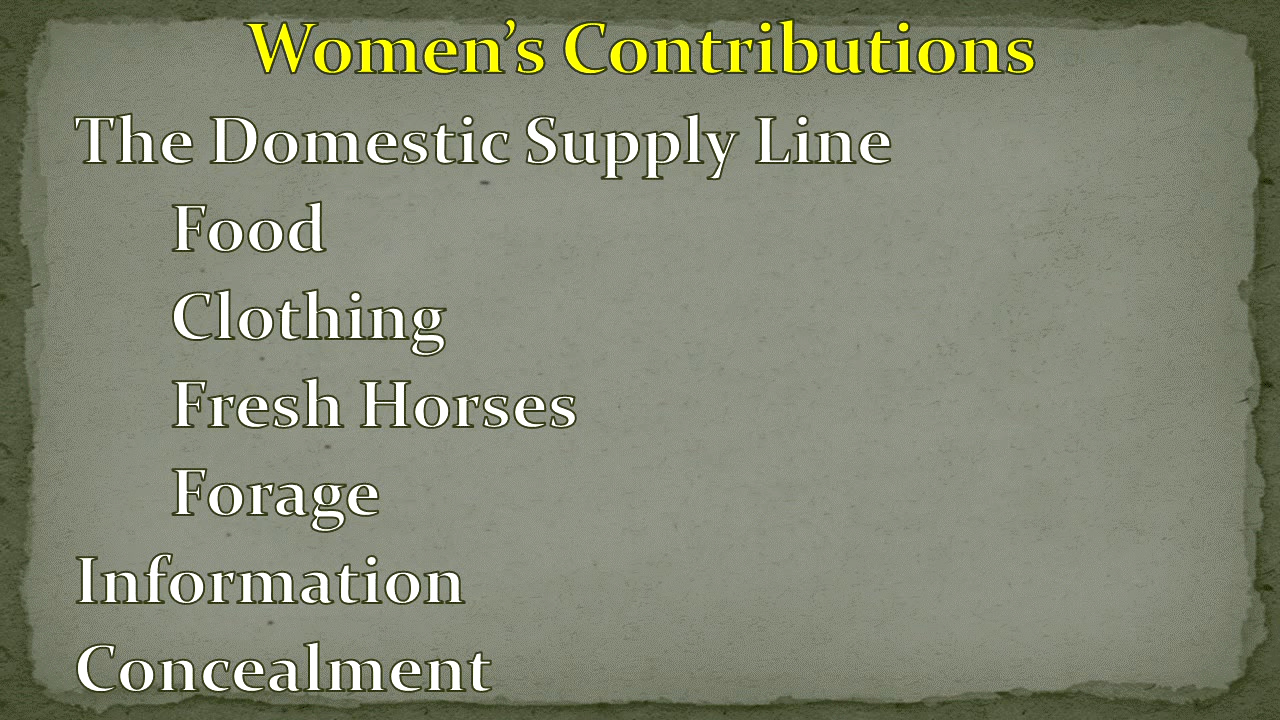 Women’s Contributions
The Domestic Supply Line
Food
Clothing
Fresh Horses
Forage
Information
Concealment